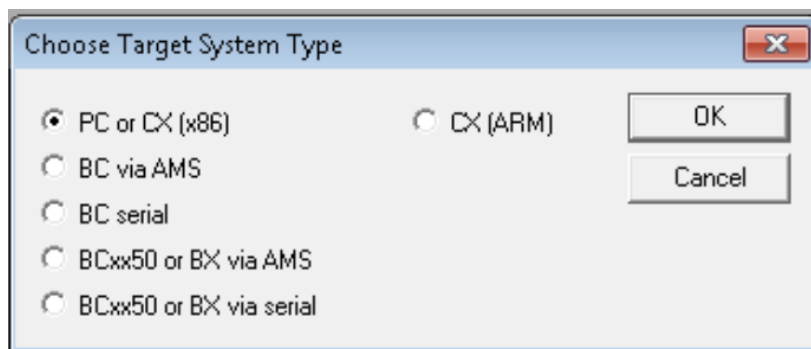 Choose Target System Type
PC or CX (x86)
CX (ARM)
OK
BC via AMS
Cancel
BC serial
BCxx50 or BX via AMS
BCxx50 or BX via serial